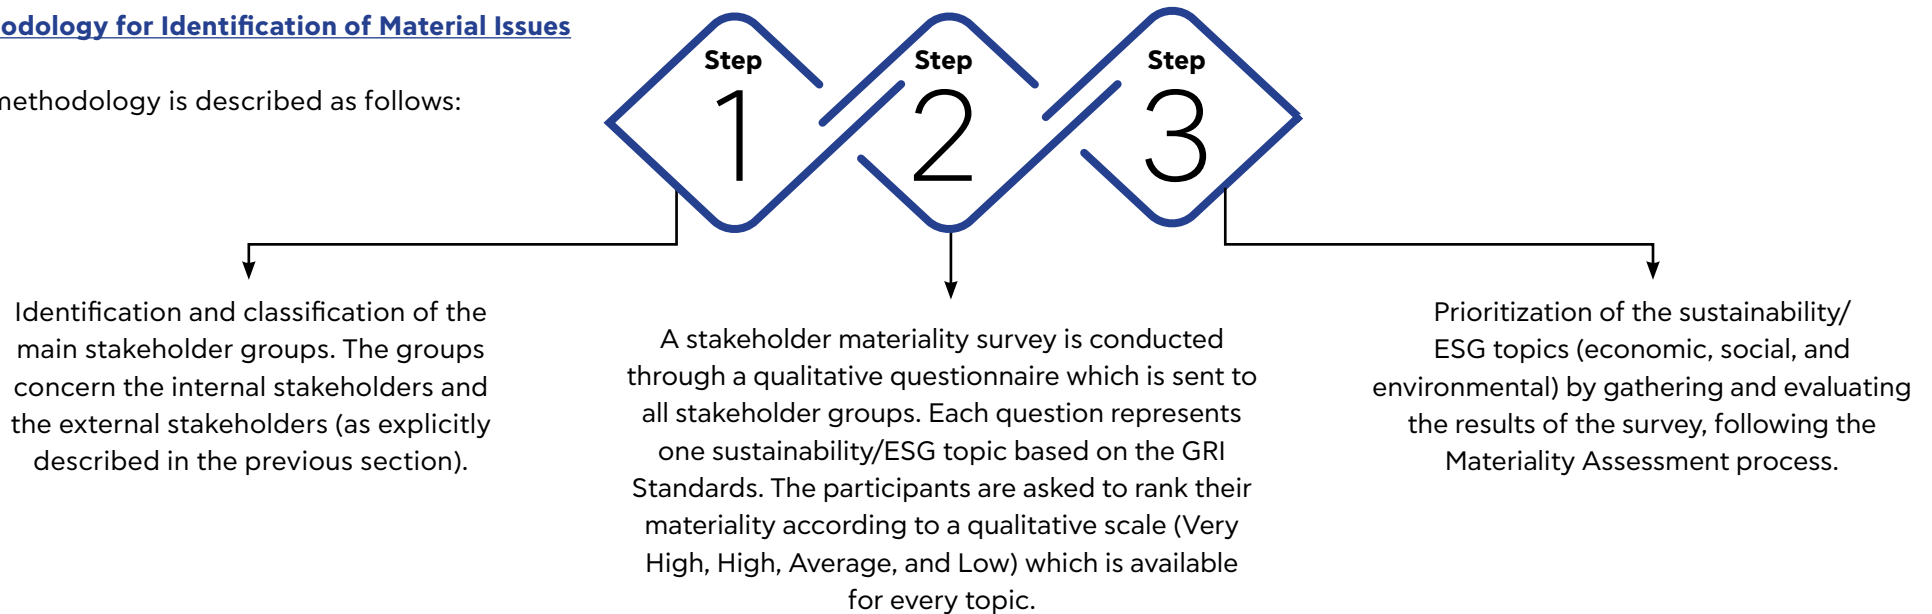 odology for Identification of Material Issues
methodology is described as follows:
Step
1
Step
2
Step
3
Identification and classification of the
main stakeholder groups. The groups
concern the internal stakeholders and
the external stakeholders (as explicitly
described in the previous section).
A stakeholder materiality survey is conducted
through a qualitative questionnaire which is sent to
all stakeholder groups. Each question represents
one sustainability/ESG topic based on the GRI
Standards. The participants are asked to rank their
materiality according to a qualitative scale (Very
High, High, Average, and Low) which is available
for every topic.
Prioritization of the sustainability/
ESG topics (economic, social, and
environmental) by gathering and evaluating
the results of the survey, following the
Materiality Assessment process.